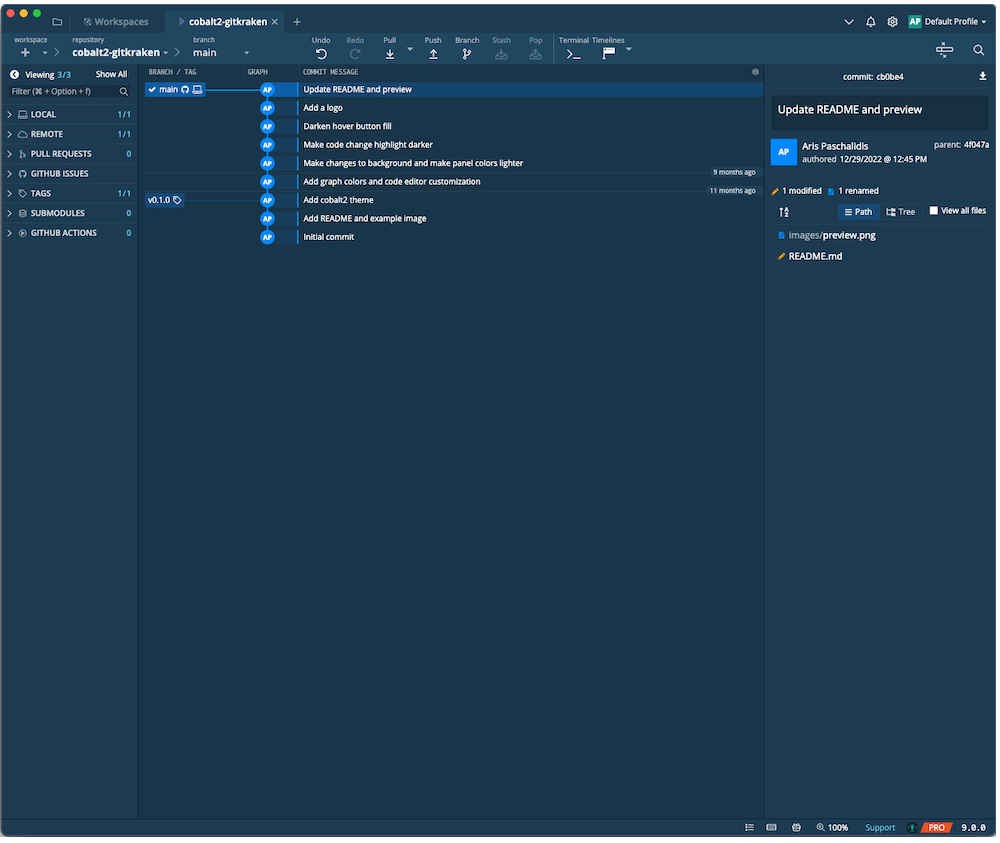 Workspaces
cobalt2-gitkraken
AP Default Profile
workspace
repository
cobalt2-gitkraken
branch
main
Undo Redo Pull Push Branch Stash Pop Terminal Timelines
Viewing 3/3 Show All
Filter (⌘ + Option + f)
LOCAL 1/1
REMOTE 1/1
PULL REQUESTS 0
GITHUB ISSUES
TAGS 1/1
SUBMODULES 0
GITHUB ACTIONS 0
BRANCH / TAG GRAPH COMMIT MESSAGE
main AP Update README and preview
AP Add a logo
AP Darken hover button fill
AP Make code change highlight darker
AP Make changes to background and make panel colors lighter
9 months ago
AP Add graph colors and code editor customization
11 months ago
v0.1.0 AP Add cobalt2 theme
AP Add README and example image
AP Initial commit
commit: cb0be4
Update README and preview
AP
Aris Paschalidis parent: 4f047a
authored 12/29/2022 @ 12:45 PM
1 modified 1 renamed
Path Tree View all files
images/preview.png
README.md
100% Support PRO 9.0.0